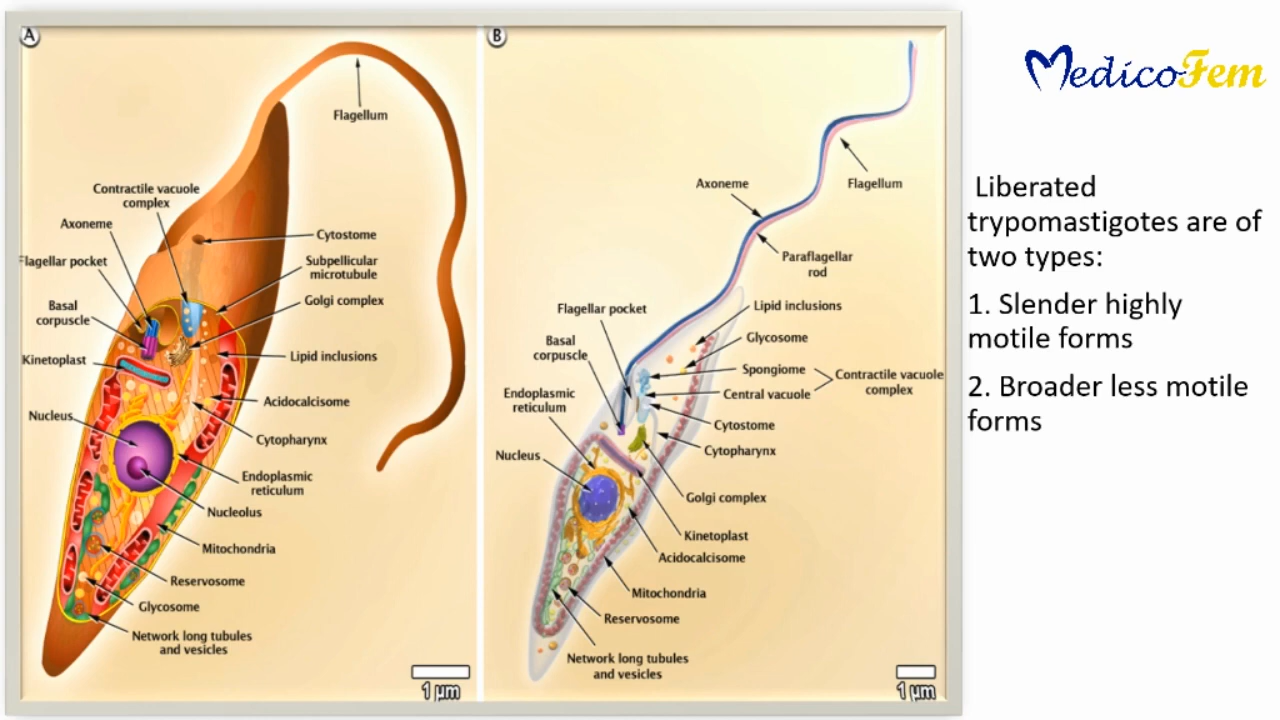 A
Flagellum
Contractile vacuole
complex
Axoneme
Cytostome
Flagellar pocket
Subpellicular
microtubule
Basal
corpuscle
Golgi complex
Kinetoplast
Lipid inclusions
Acidocalcisome
Nucleus
Cytopharynx
Endoplasmic
reticulum
Nucleolus
Mitochondria
Reservosome
Glycosome
Network long tubules
and vesicles
1 µm
B
Axoneme
Flagellum
Paraflagellar
rod
Flagellar pocket
Lipid inclusions
Basal
corpuscle
Glycosome
Spongiome
Contractile vacuole
complex
Endoplasmic
reticulum
Central vacuole
Cytostome
Nucleus
Cytopharynx
Golgi complex
Kinetoplast
Acidocalcisome
Mitochondria
Reservosome
Network long tubules
and vesicles
1 µm
MedicoFem
Liberated
trypomastigotes are of
two types:
1. Slender highly
motile forms
2. Broader less motile
forms